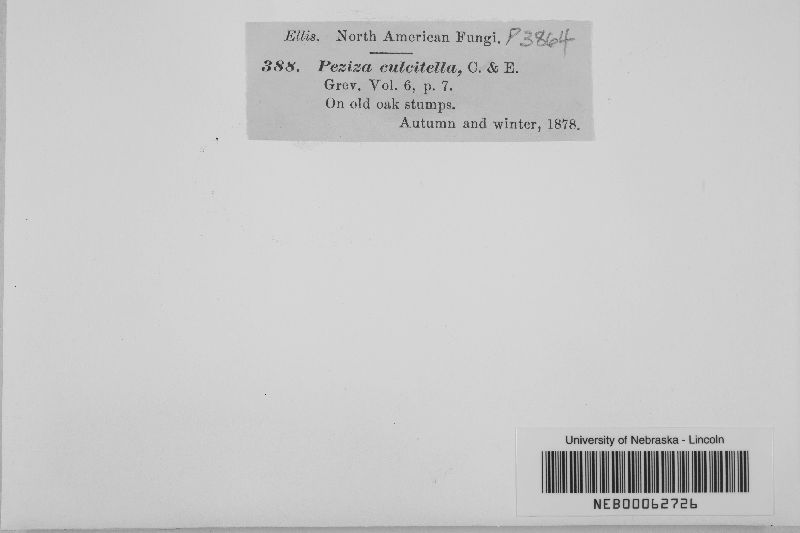 Ellis. North American Fungi. P3864
388. Peziza culcitella, C. & E.
Grev. Vol. 6, p. 7.
On old oak stumps.
Autumn and winter, 1878.
University of Nebraska - Lincoln
NEB00062726